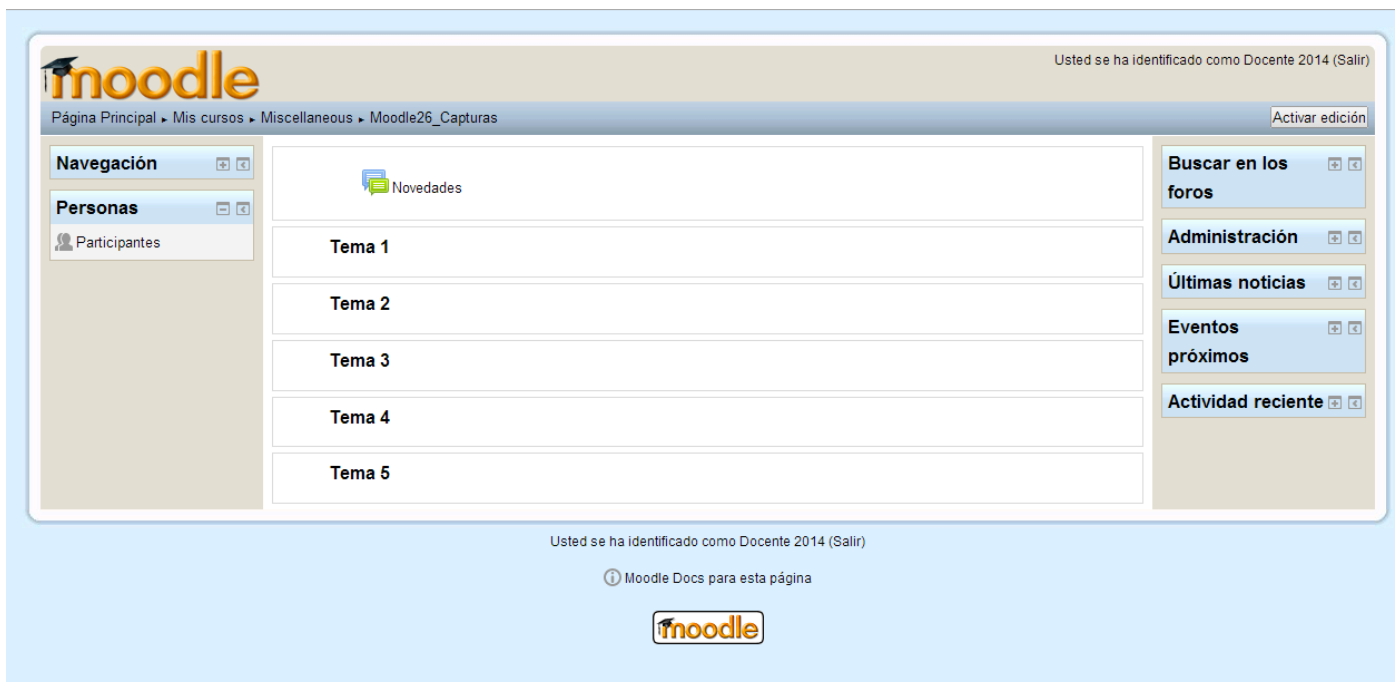 moodle
Usted se ha identificado como Docente 2014 (Salir)
Página Principal ► Mis cursos ► Miscellaneous ► Moodle26_Capturas
Activar edición
Navegación
Personas
Participantes
Novedades
Tema 1
Tema 2
Tema 3
Tema 4
Tema 5
Buscar en los
foros
Administración
Últimas noticias
Eventos
próximos
Actividad reciente
Usted se ha identificado como Docente 2014 (Salir)
Moodle Docs para esta página
moodle